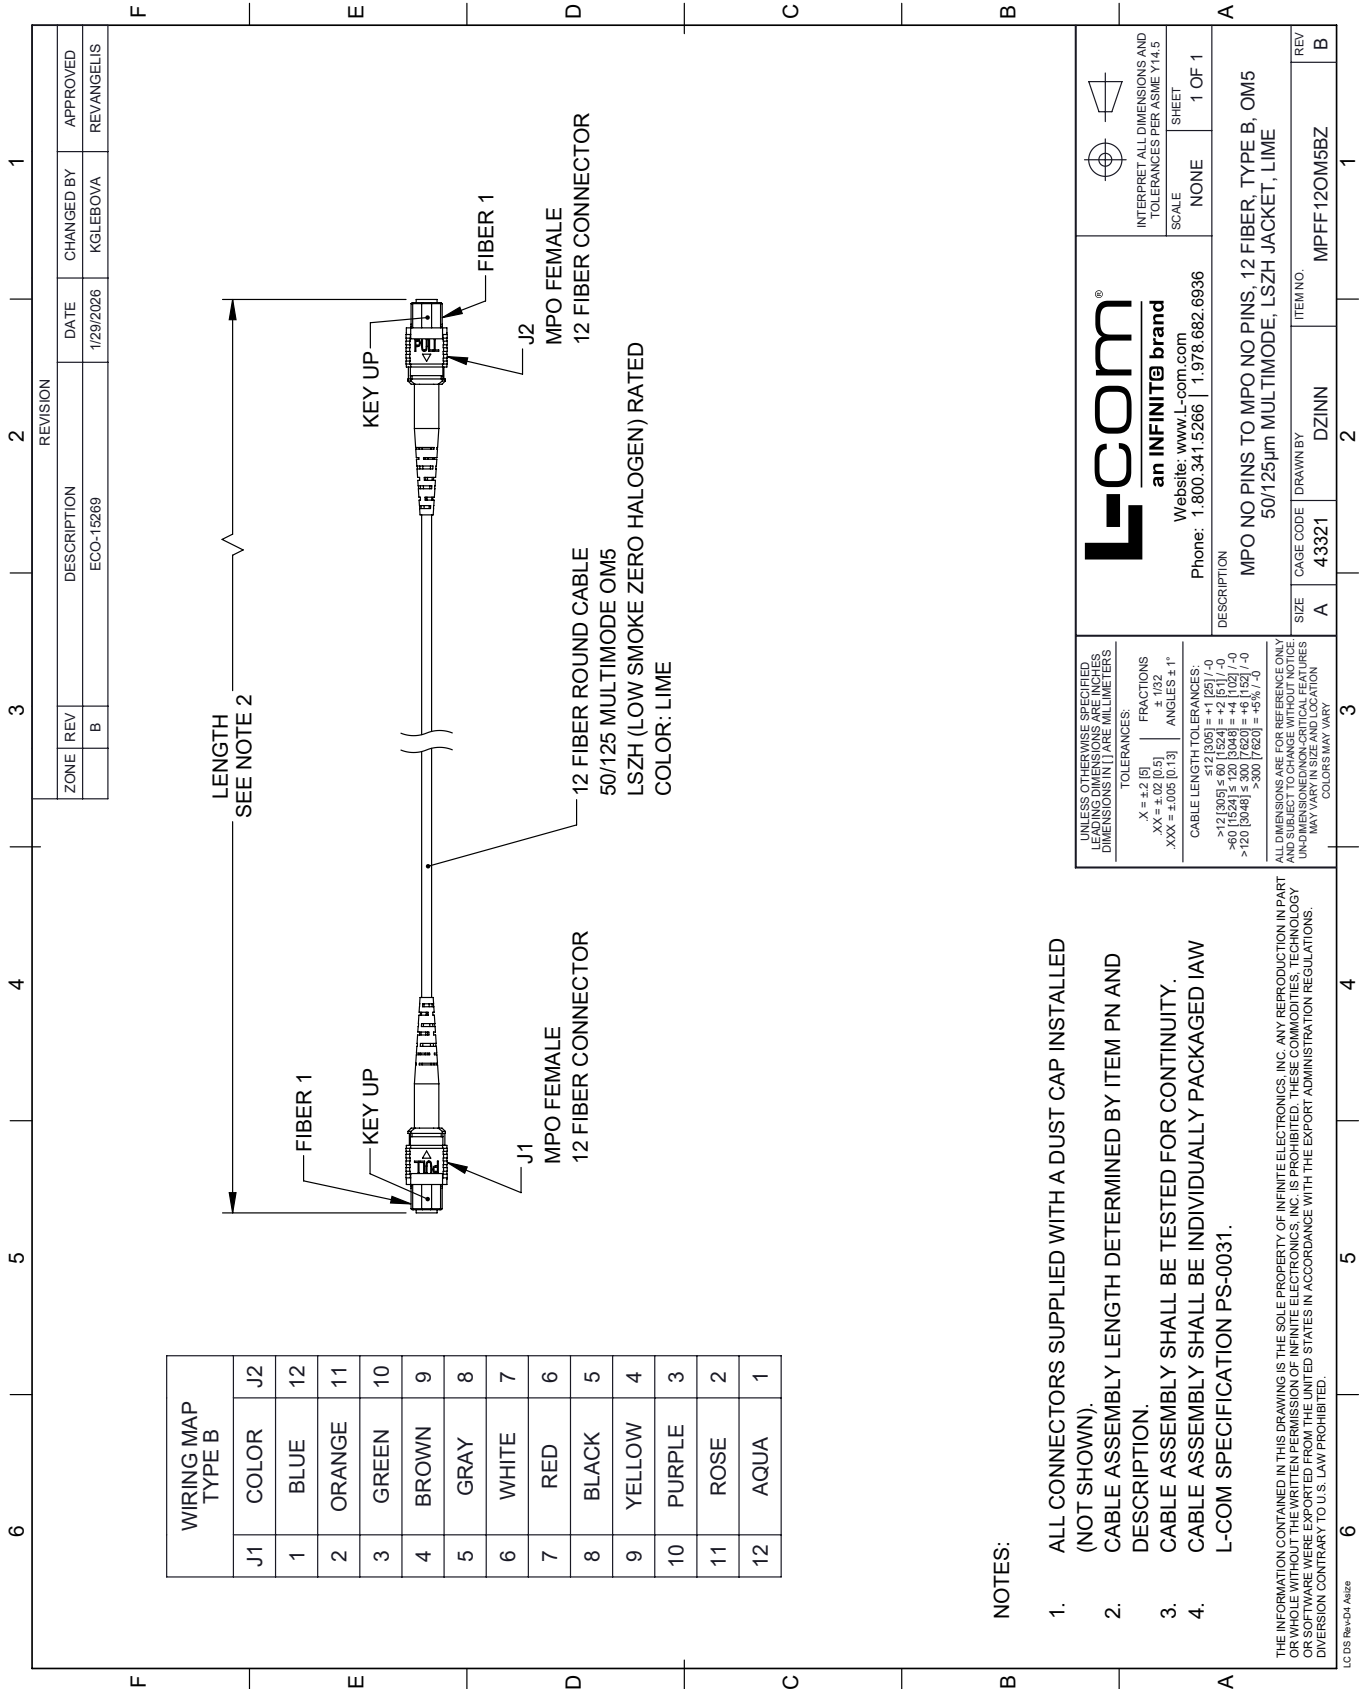 6 5 4 3 2 1
REVISION
ZONE REV DESCRIPTION DATE CHANGED BY APPROVED
B ECO-15269 1/29/2026 KGLEBOVA REVANGELIS
F F
E E
D D
C C
B B
A A
WIRING MAP
TYPE B
J1 COLOR J2
1 BLUE 12
2 ORANGE 11
3 GREEN 10
4 BROWN 9
5 GRAY 8
6 WHITE 7
7 RED 6
8 BLACK 5
9 YELLOW 4
10 PURPLE 3
11 ROSE 2
12 AQUA 1
LENGTH
SEE NOTE 2
FIBER 1
KEY UP
PULL
J1
MPO FEMALE
12 FIBER CONNECTOR
12 FIBER ROUND CABLE
50/125 MULTIMODE OM5
LSZH (LOW SMOKE ZERO HALOGEN) RATED
COLOR: LIME
KEY UP
PULL
FIBER 1
J2
MPO FEMALE
12 FIBER CONNECTOR
NOTES:
1. ALL CONNECTORS SUPPLIED WITH A DUST CAP INSTALLED
(NOT SHOWN).
2. CABLE ASSEMBLY LENGTH DETERMINED BY ITEM PN AND
DESCRIPTION.
3. CABLE ASSEMBLY SHALL BE TESTED FOR CONTINUITY.
4. CABLE ASSEMBLY SHALL BE INDIVIDUALLY PACKAGED IAW
L-COM SPECIFICATION PS-0031.
THE INFORMATION CONTAINED IN THIS DRAWING IS THE SOLE PROPERTY OF INFINITE ELECTRONICS, INC. ANY REPRODUCTION IN PART
OR WHOLE WITHOUT THE WRITTEN PERMISSION OF INFINITE ELECTRONICS, INC. IS PROHIBITED. THESE COMMODITIES, TECHNOLOGY
OR SOFTWARE WERE EXPORTED FROM THE UNITED STATES IN ACCORDANCE WITH THE EXPORT ADMINISTRATION REGULATIONS.
DIVERSION CONTRARY TO U.S. LAW PROHIBITED.
UNLESS OTHERWISE SPECIFIED
LEADING DIMENSIONS ARE INCHES
DIMENSIONS IN [ ] ARE MILLIMETERS
TOLERANCES:
.X = ±.2 [5]
.XX = ±.02 [0.5]
.XXX = ±.005 [0.13]
FRACTIONS
± 1/32
ANGLES ± 1°
CABLE LENGTH TOLERANCES:
≤12 [305] = +1 [25] / -0
>12 [305] ≤ 60 [1524] = +2 [51] / -0
>60 [1524] ≤ 120 [3048] = +4 [102] / -0
>120 [3048] ≤ 300 [7620] = +6 [152] / -0
>300 [7620] = +5% / -0
ALL DIMENSIONS ARE FOR REFERENCE ONLY
AND SUBJECT TO CHANGE WITHOUT NOTICE.
UN-DIMENSIONED/NON-CRITICAL FEATURES
MAY VARY IN SIZE AND LOCATION
COLORS MAY VARY
L-com®
an INFINIT@ brand
Website: www.L-com.com
Phone: 1.800.341.5266 | 1.978.682.6936
INTERPRET ALL DIMENSIONS AND
TOLERANCES PER ASME Y14.5
SCALE NONE
SHEET 1 OF 1
DESCRIPTION
MPO NO PINS TO MPO NO PINS, 12 FIBER, TYPE B, OM5
50/125µm MULTIMODE, LSZH JACKET, LIME
SIZE A
CAGE CODE 43321
DRAWN BY DZINN
ITEM NO. MPFF12OM5BZ
REV B
LC DS Rev-D4 Asize
6 5 4 3 2 1